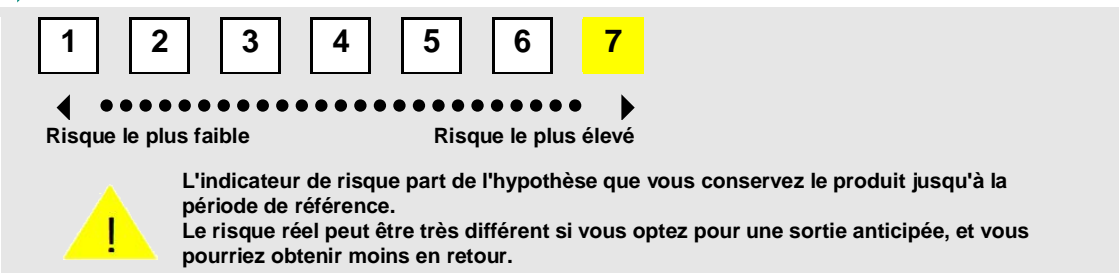 1 2 3 4 5 6 7
Risque le plus faible Risque le plus élevé
L'indicateur de risque part de l'hypothèse que vous conservez le produit jusqu'à la
période de référence.
Le risque réel peut être très différent si vous optez pour une sortie anticipée, et vous
pourriez obtenir moins en retour.
!